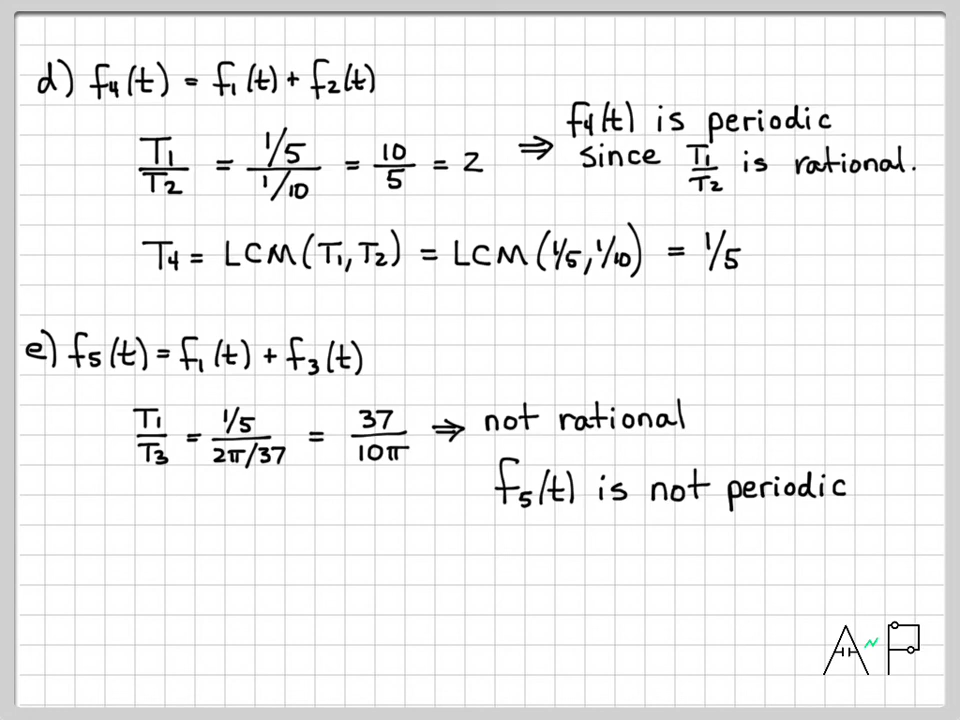 d) f₄(t) = f₁(t) + f₂(t)
T₁/T₂ = (1/5)/(1/10) = 10/5 = 2 ⇒ f₄(t) is periodic
since T₁/T₂ is rational.
T₄ = LCM(T₁,T₂) = LCM(1/5,1/10) = 1/5
e) f₅(t) = f₁(t) + f₃(t)
T₁/T₃ = (1/5)/(2π/37) = 37/10π ⇒ not rational
f₅(t) is not periodic